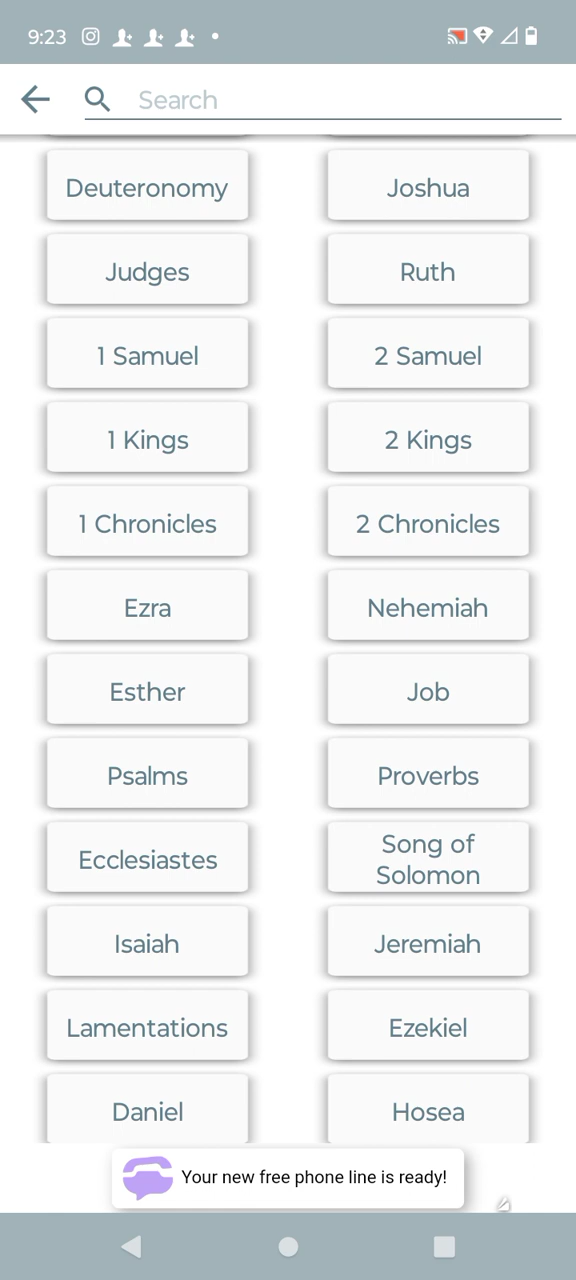 9:23
Search
Deuteronomy
Joshua
Judges
Ruth
1 Samuel
2 Samuel
1 Kings
2 Kings
1 Chronicles
2 Chronicles
Ezra
Nehemiah
Esther
Job
Psalms
Proverbs
Ecclesiastes
Song of
Solomon
Isaiah
Jeremiah
Lamentations
Ezekiel
Daniel
Hosea
Your new free phone line is ready!